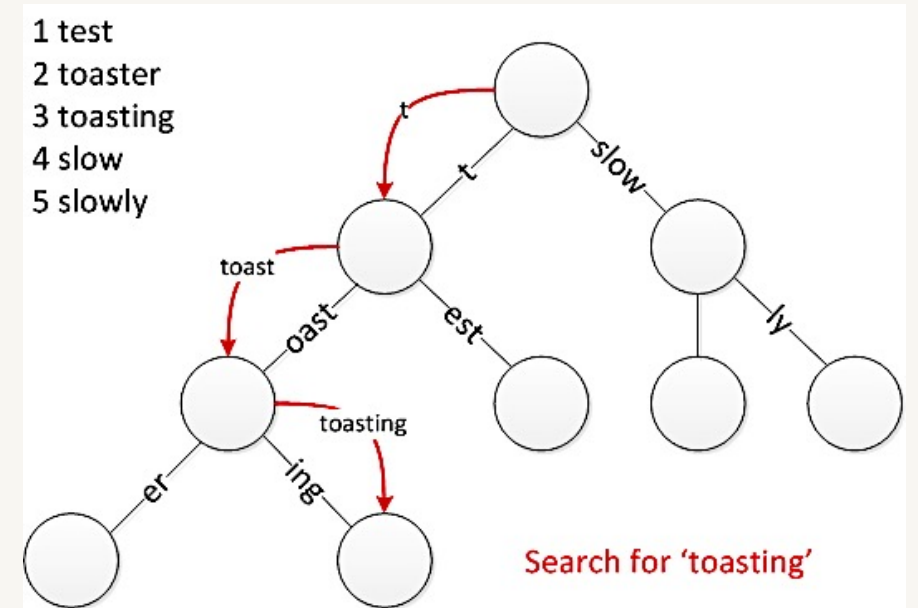 1 test
2 toaster
3 toasting
4 slow
5 slowly
t
t
slow
toast
oast
est
ly
toasting
er
ing
Search for ‘toasting’